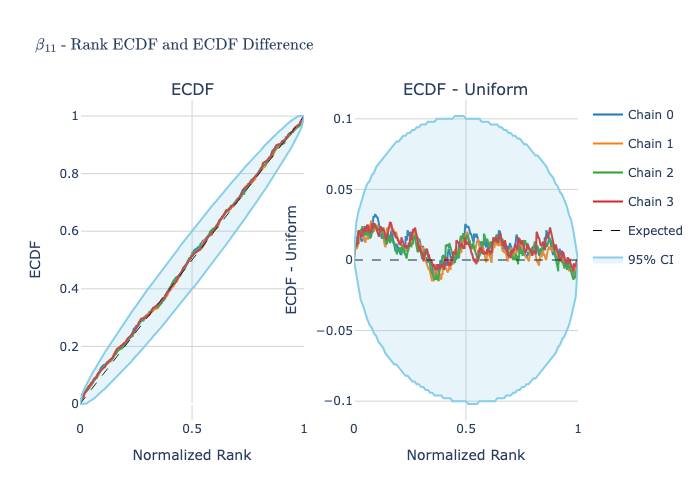 β₁₁ - Rank ECDF and ECDF Difference
ECDF
ECDF - Uniform
1
0.8
0.6
0.4
0.2
0
0
0.5
1
ECDF
Normalized Rank
0.1
0.05
0
−0.05
−0.1
0
0.5
1
ECDF - Uniform
Normalized Rank
Chain 0
Chain 1
Chain 2
Chain 3
Expected
95% CI